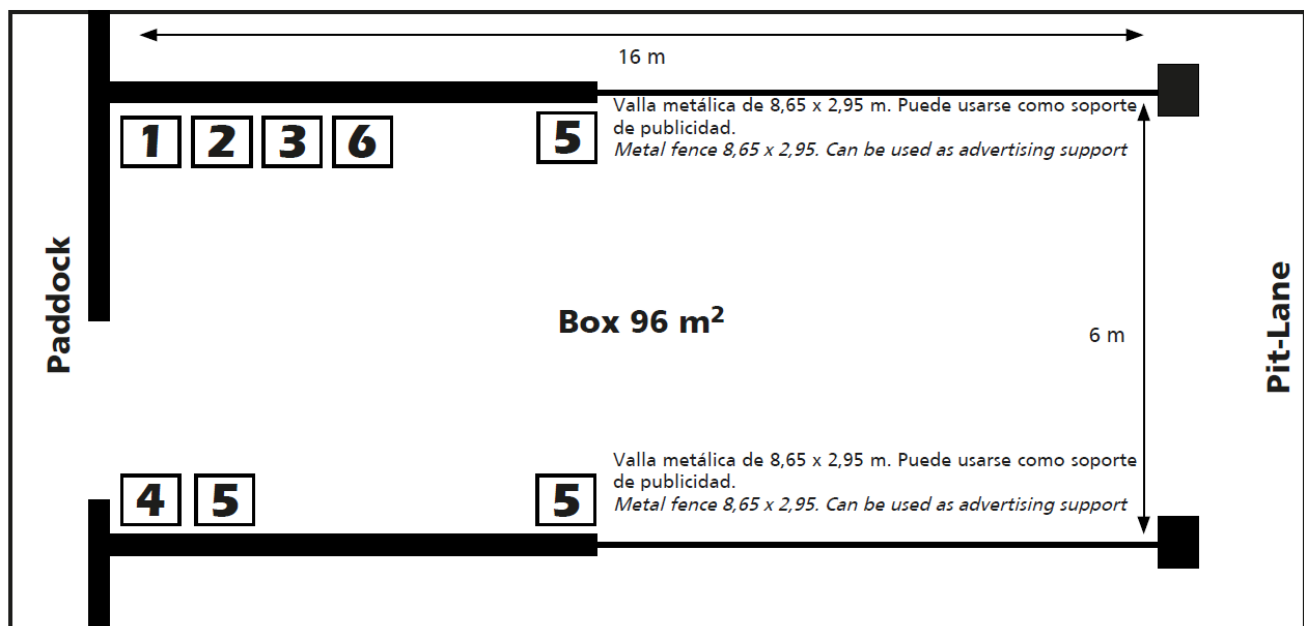 16 m
Valla metálica de 8,65 x 2,95 m. Puede usarse como soporte
de publicidad.
Metal fence 8,65 x 2,95. Can be used as advertising support
1 2 3 6 5
Paddock
Box 96 m²
6 m
Pit-Lane
Valla metálica de 8,65 x 2,95 m. Puede usarse como soporte
de publicidad.
Metal fence 8,65 x 2,95. Can be used as advertising support
4 5 5